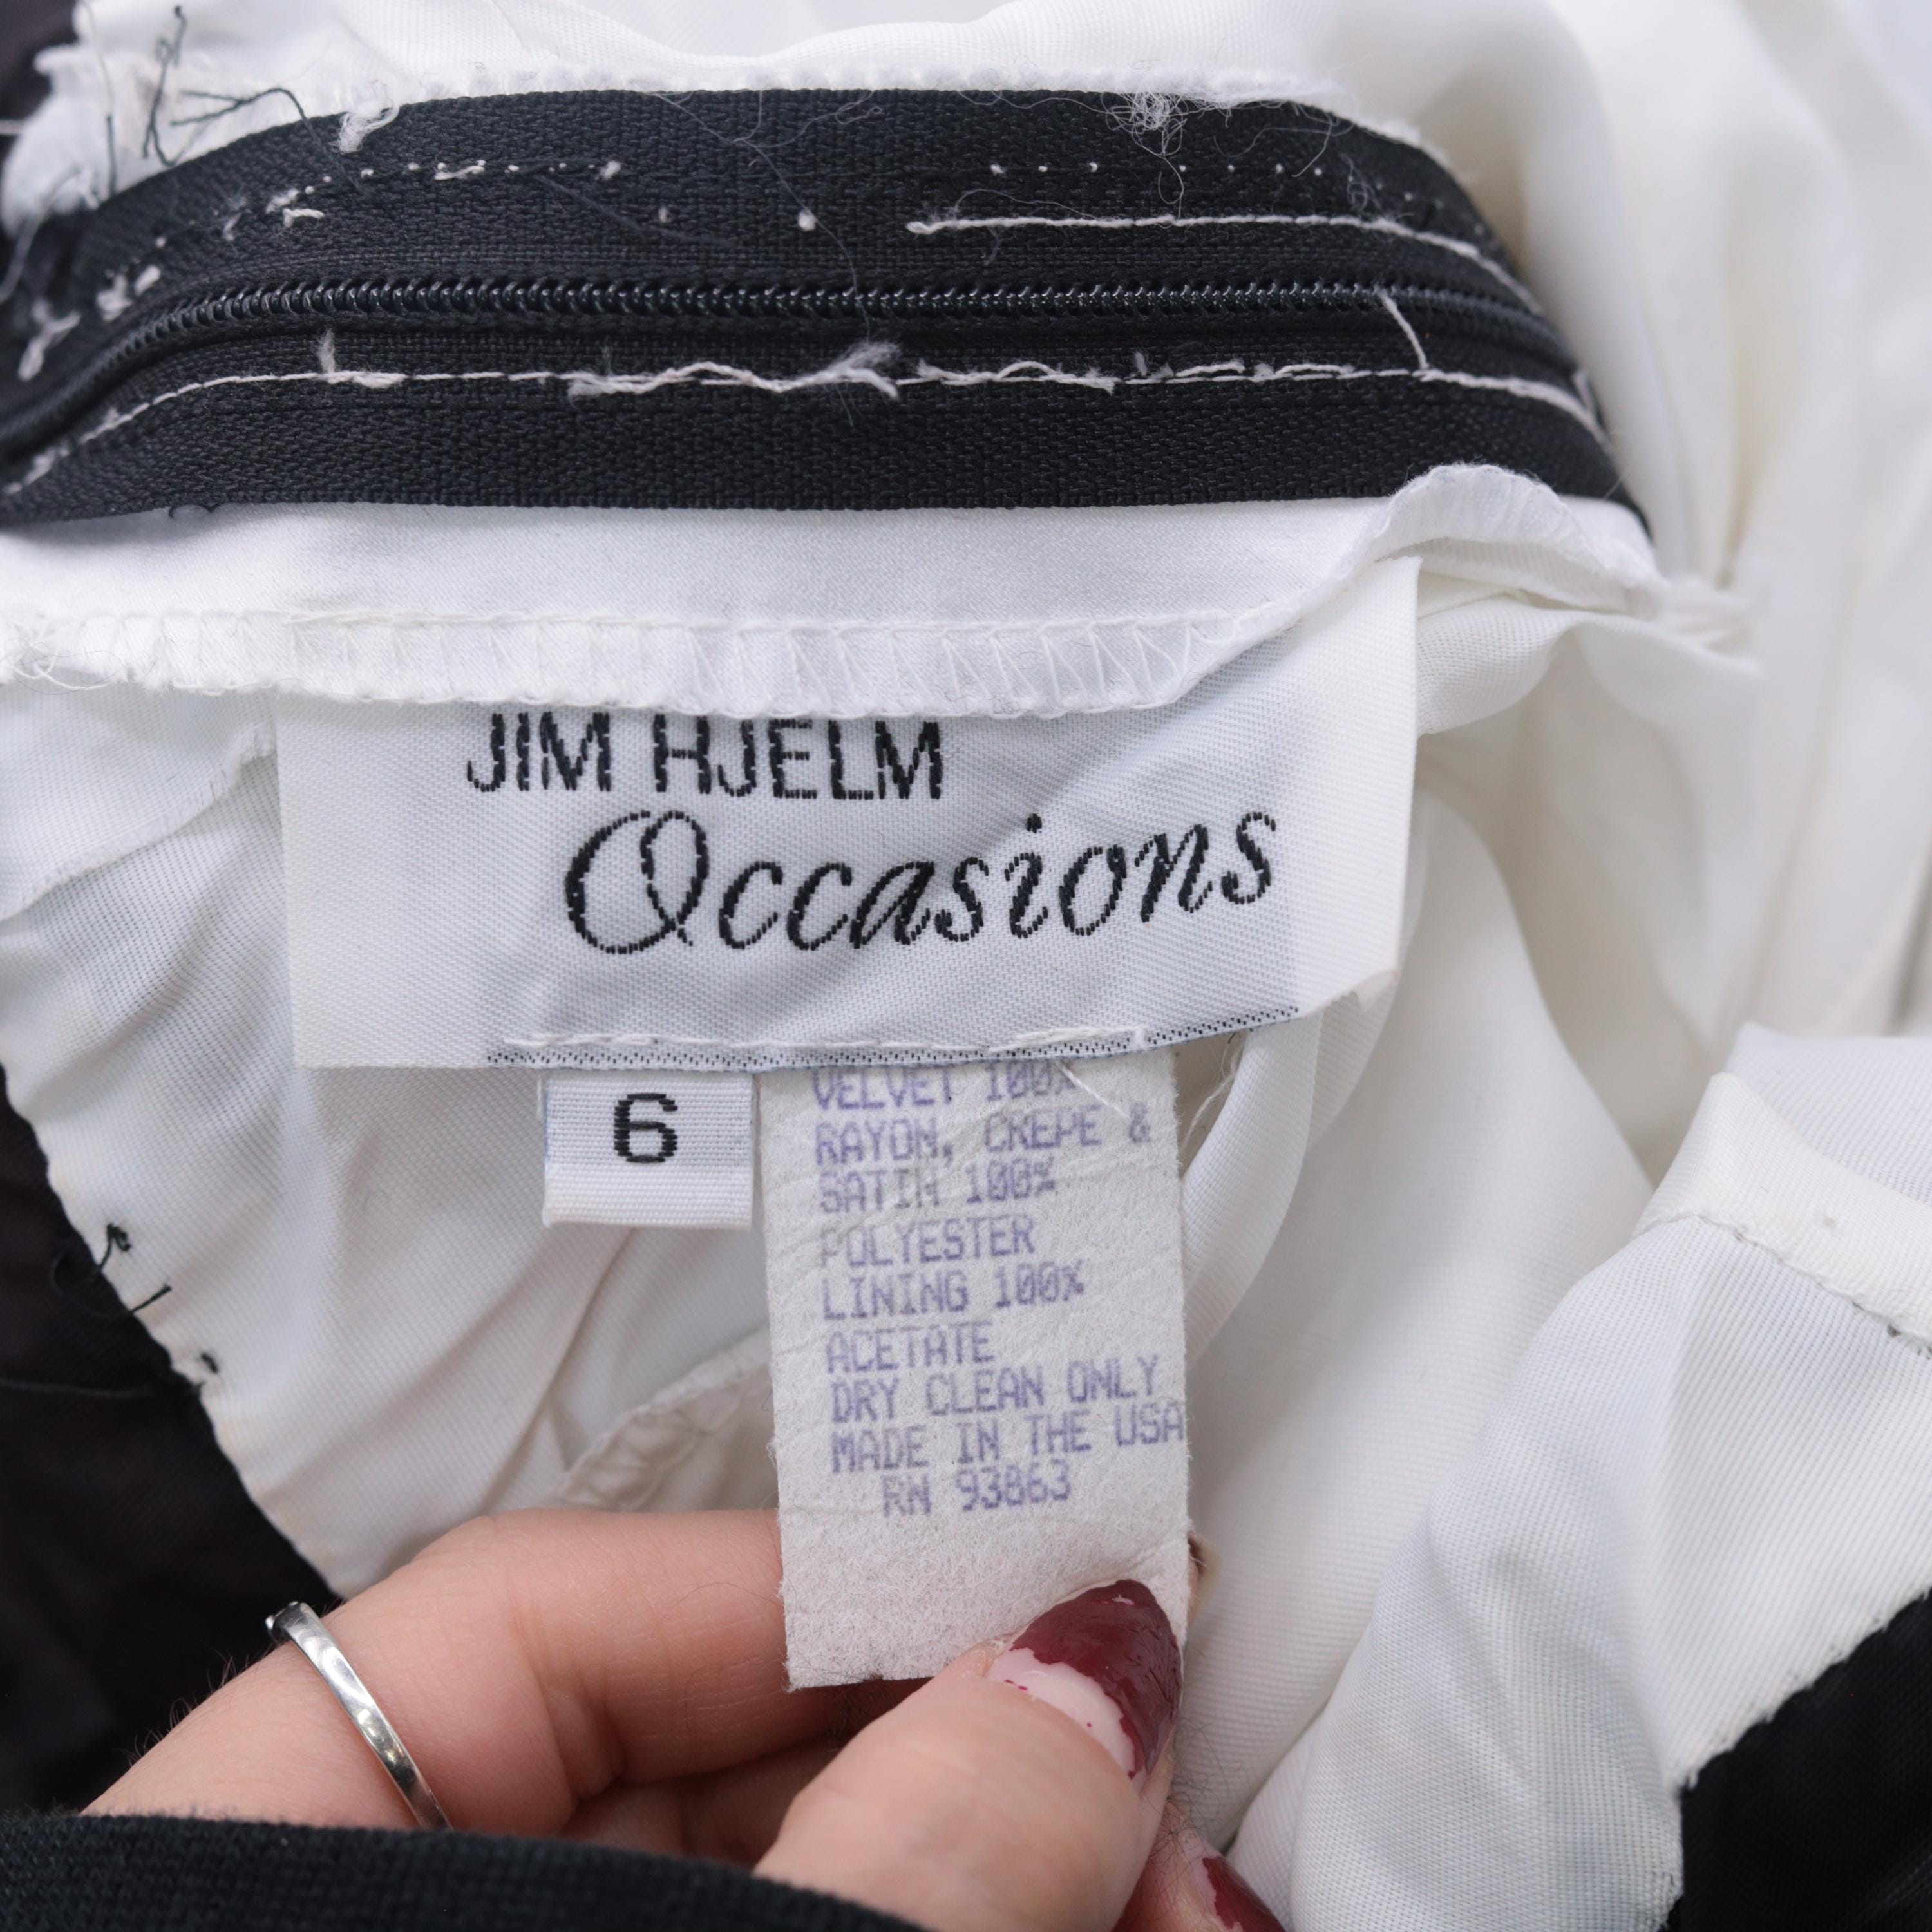 JIM HJELM
Occasions
6
VELVET 100%
RAYON, CREPE &
SATIN 100%
POLYESTER
LINING 100%
ACETATE
DRY CLEAN ONLY
MADE IN THE USA
RN 93863